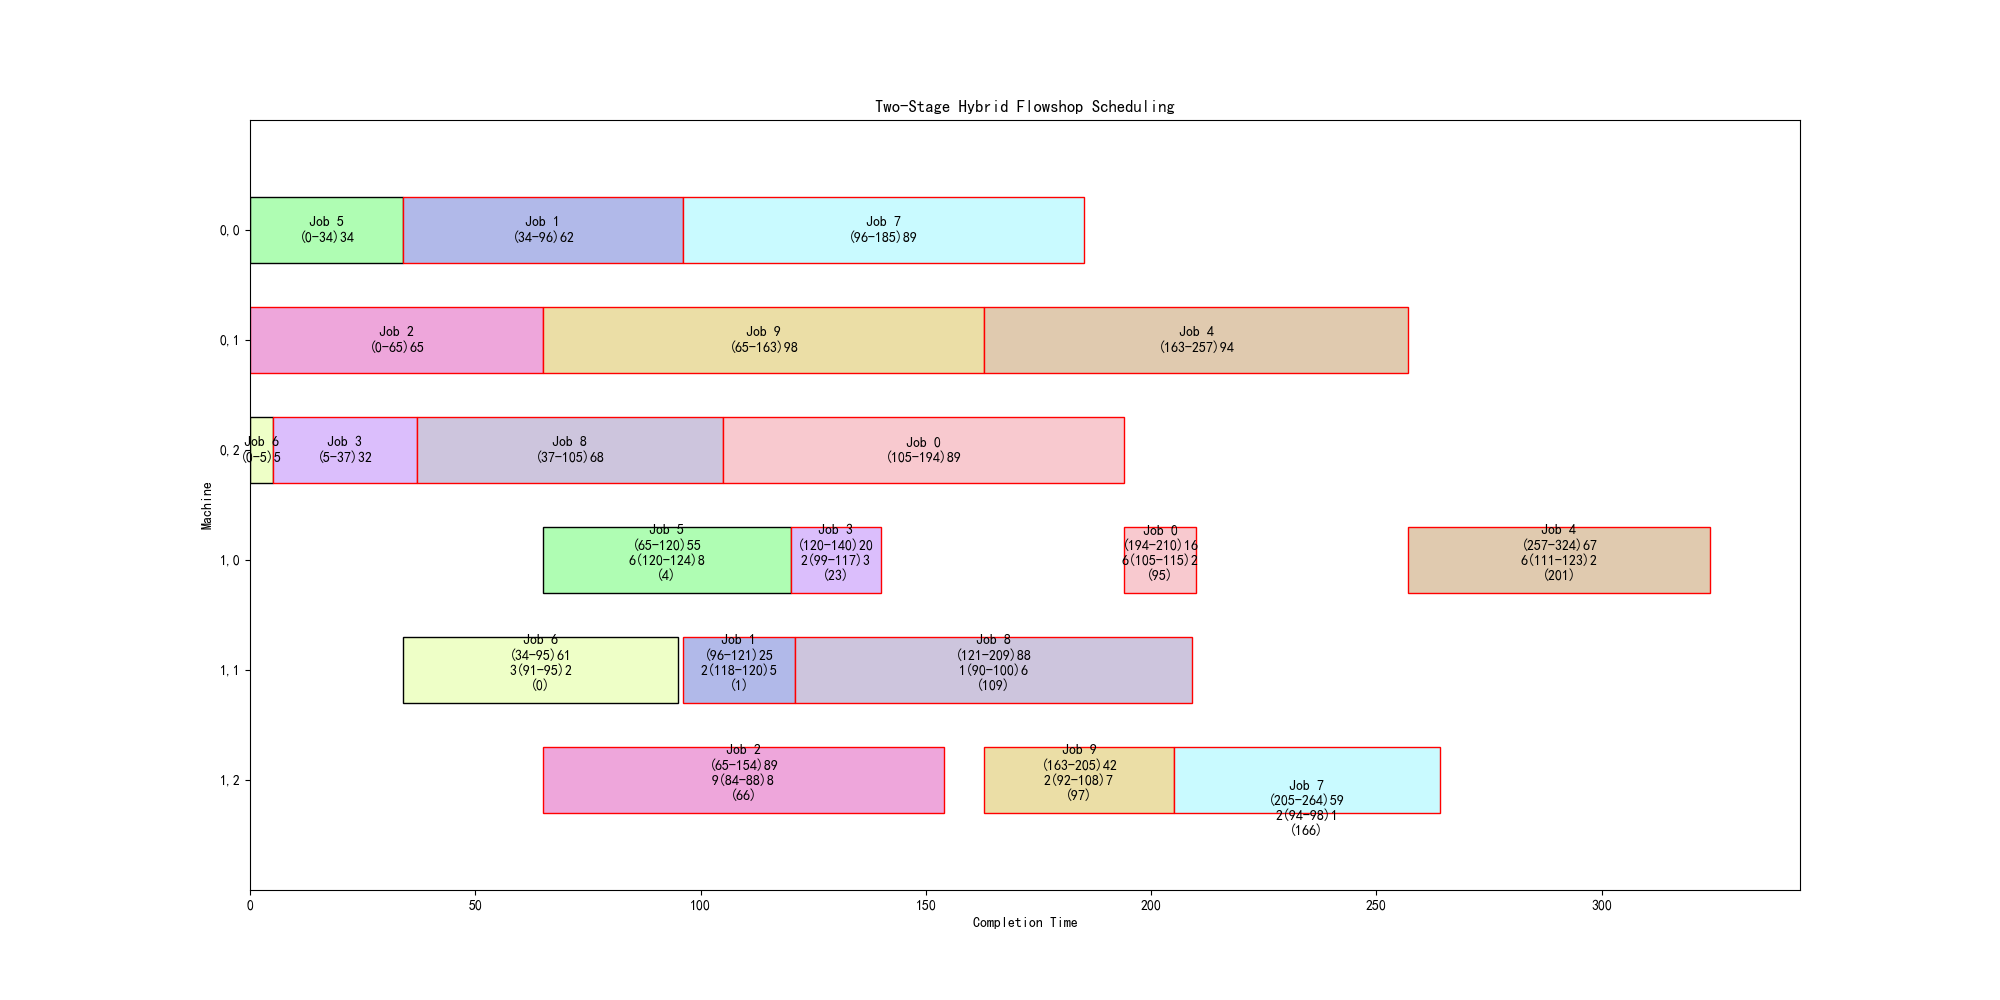 Two-Stage Hybrid Flowshop Scheduling
Machine
0,0
Job 5
(0-34)34
Job 1
(34-96)62
Job 7
(96-185)89
0,1
Job 2
(0-65)65
Job 9
(65-163)98
Job 4
(163-257)94
0,2
Job 6
(0-5)5
Job 3
(5-37)32
Job 8
(37-105)68
Job 0
(105-194)89
1,0
Job 5
(65-120)55
6(120-124)8
(4)
Job 3
(120-140)20
2(99-117)3
(23)
Job 0
(194-210)16
6(105-115)2
(95)
Job 4
(257-324)67
6(111-123)2
(201)
1,1
Job 6
(34-95)61
3(91-95)2
(0)
Job 1
(96-121)25
2(118-120)5
(1)
Job 8
(121-209)88
1(90-100)6
(109)
1,2
Job 2
(65-154)89
9(84-88)8
(66)
Job 9
(163-205)42
2(92-108)7
(97)
Job 7
(205-264)59
2(94-98)1
(166)
0 50 100 150 200 250 300
Completion Time